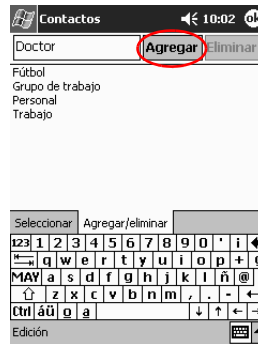 Contactos 10:02 ok
Doctor Agregar Eliminar
Fútbol
Grupo de trabajo
Personal
Trabajo
Seleccionar Agregar/eliminar
123 1 2 3 4 5 6 7 8 9 0 ' ¡
q w e r t y u i o p +
MAY a s d f g h j k l ñ @
z x c v b n m , . -
Ctrl áü º ª
Edición